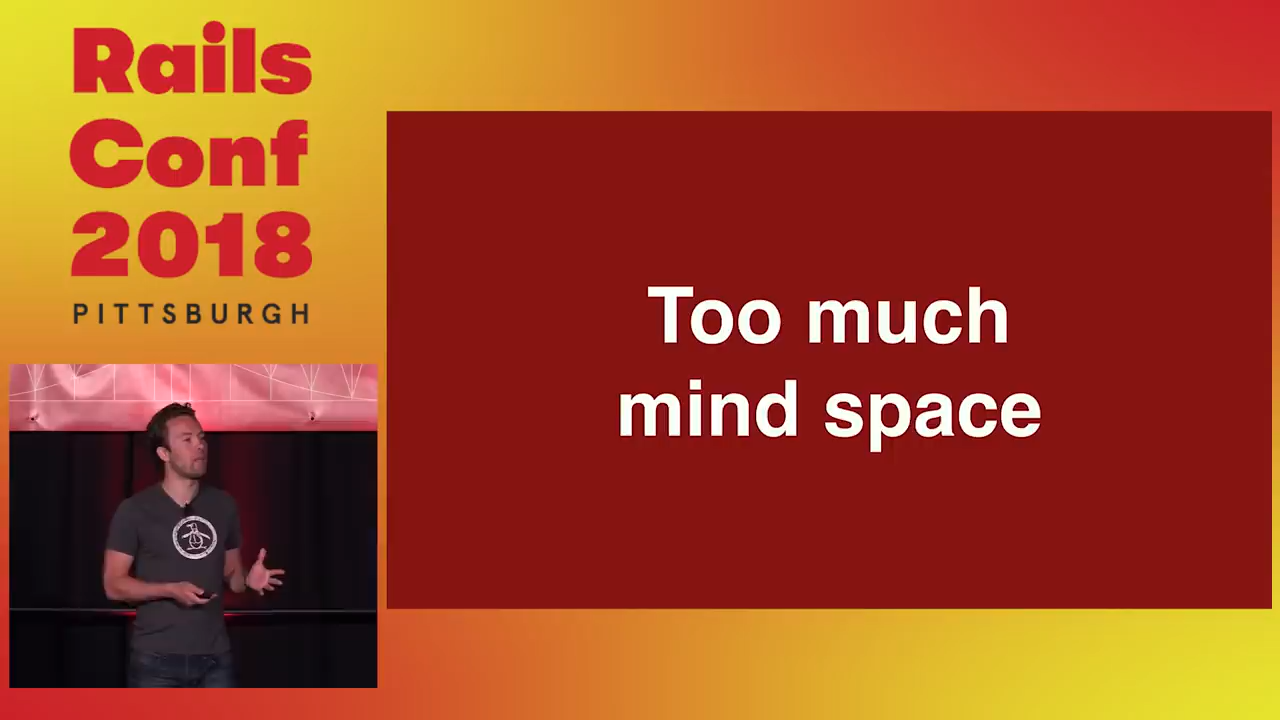 Rails
Conf
2018
PITTSBURGH
Too much
mind space